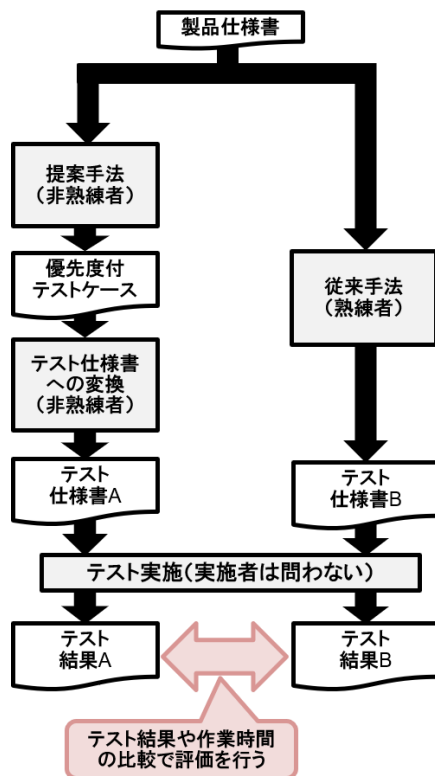 製品仕様書
提案手法
(非熟練者)
優先度付
テストケース
従来手法
(熟練者)
テスト仕様書
への変換
(非熟練者)
テスト
仕様書A
テスト
仕様書B
テスト実施(実施者は問わない)
テスト
結果A
テスト
結果B
テスト結果や作業時間
の比較で評価を行う